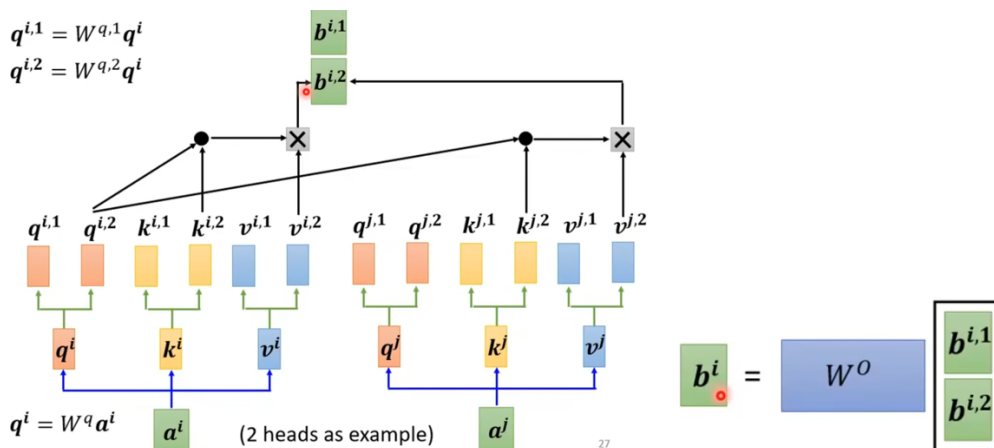 q^{i,1} = W^{q,1}q^i
q^{i,2} = W^{q,2}q^i
b^{i,1}
b^{i,2}
q^{i,1} q^{i,2} k^{i,1} k^{i,2} v^{i,1} v^{i,2} q^{j,1} q^{j,2} k^{j,1} k^{j,2} v^{j,1} v^{j,2}
q^i k^i v^i q^j k^j v^j
q^i = W^q a^i
a^i (2 heads as example) a^j
27
b^i = W^O b^{i,1}
b^{i,2}